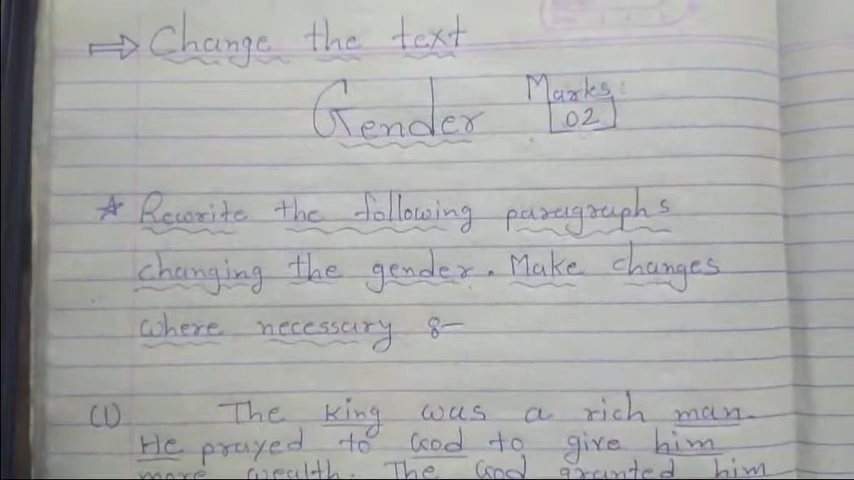 ⇒ Change the text
Gender
Marks:
02
☆ Rewrite the following paragraphs
changing the gender. Make changes
where necessary :-
(1) The king was a rich man.
He prayed to God to give him
more wealth. The God granted him